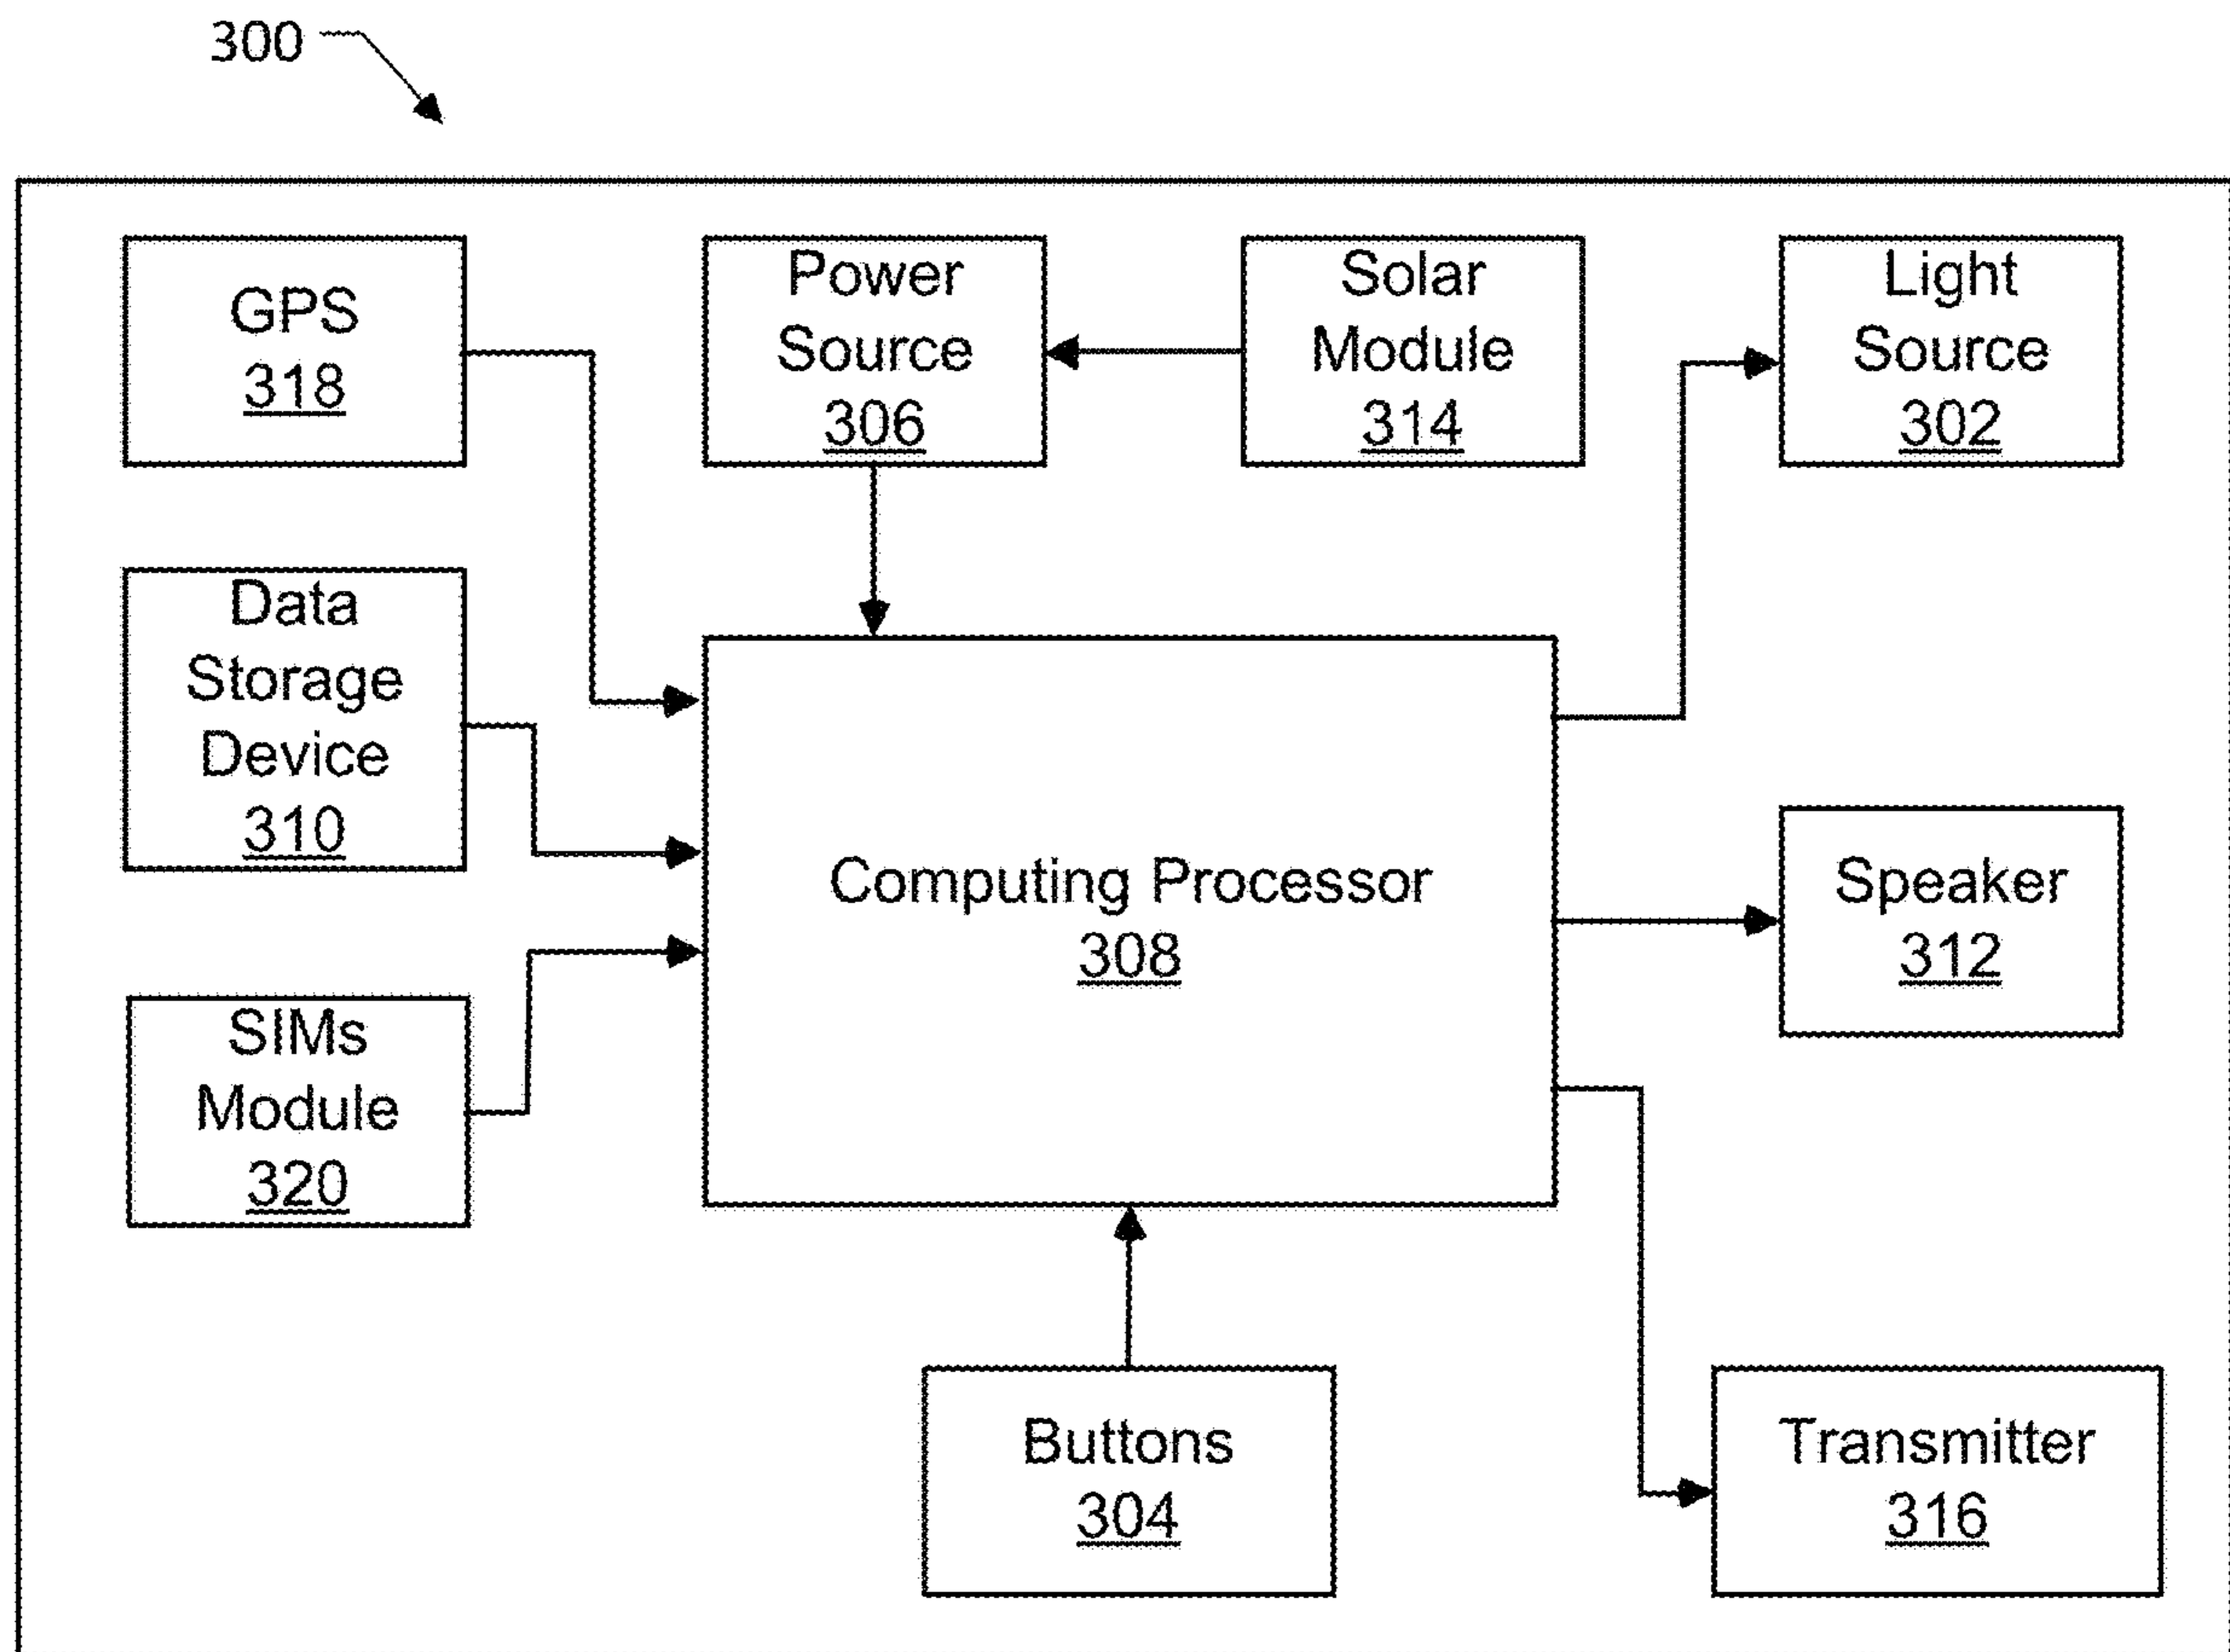 300
GPS
318
Power
Source
306
Solar
Module
314
Light
Source
302
Data
Storage
Device
310
Computing Processor
308
Speaker
312
SIMs
Module
320
Buttons
304
Transmitter
316